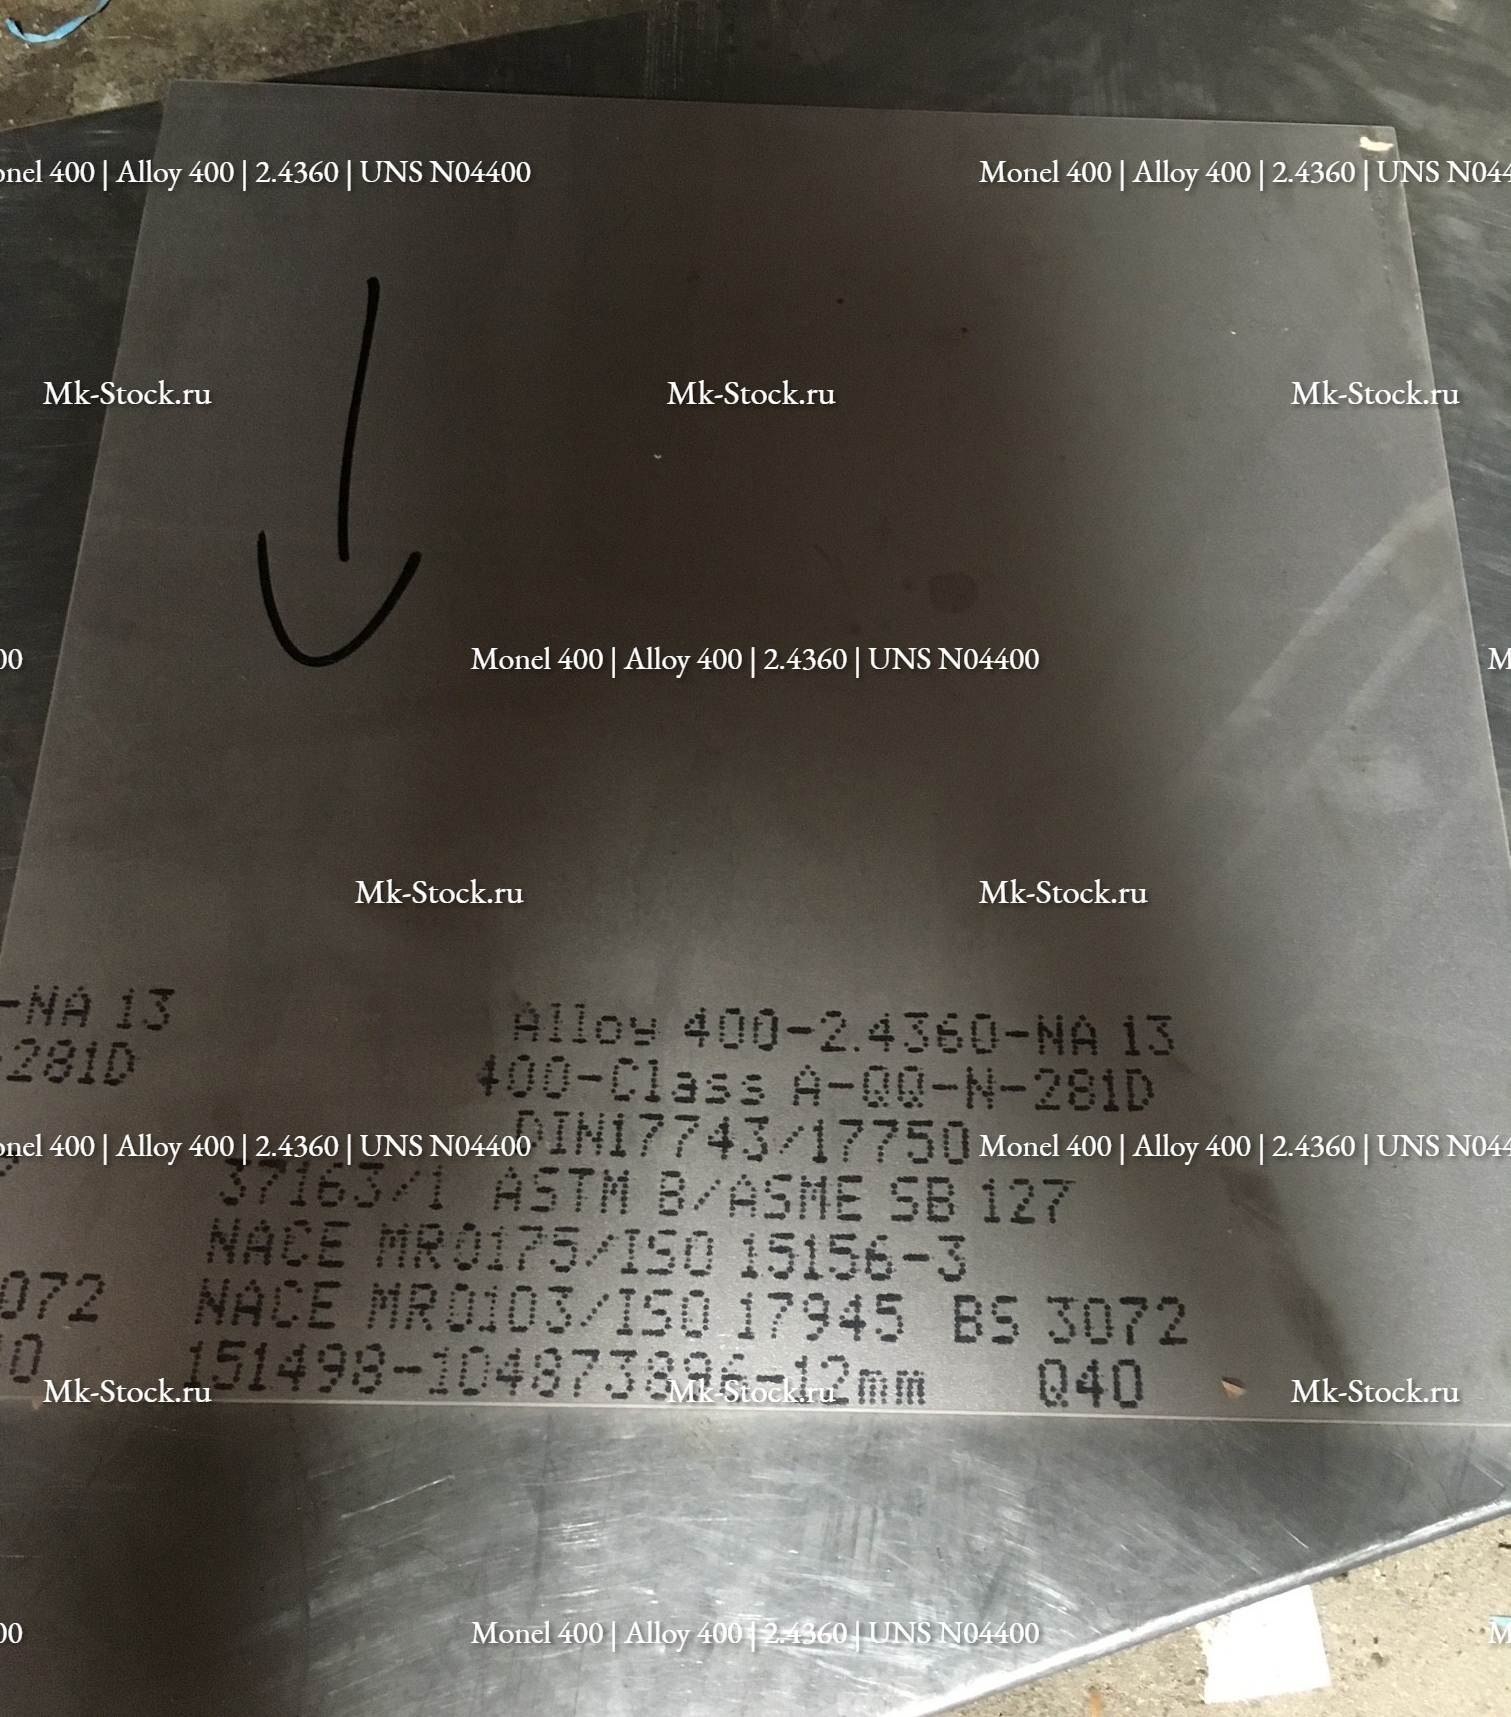 onel 400 | Alloy 400 | 2.4360 | UNS N04400
Monel 400 | Alloy 400 | 2.4360 | UNS N044
Mk-Stock.ru
Mk-Stock.ru
Mk-Stock.ru
00
Monel 400 | Alloy 400 | 2.4360 | UNS N04400
M
Mk-Stock.ru
Mk-Stock.ru
-NA 13
Alloy 400-2.4360-NA 13
-281D
400-Class A-QQ-N-281D
DIN17743/17750
onel 400 | Alloy 400 | 2.4360 | UNS N04400
Monel 400 | Alloy 400 | 2.4360 | UNS N044
37163/1 ASTM B/ASME SB 127
NACE MR0175/ISO 15156-3
072
NACE MR0103/ISO 17945 BS 3072
Q40
Mk-Stock.ru
Mk-Stock.ru
Mk-Stock.ru
00
Monel 400 | Alloy 400 | 2.4360 | UNS N04400
M